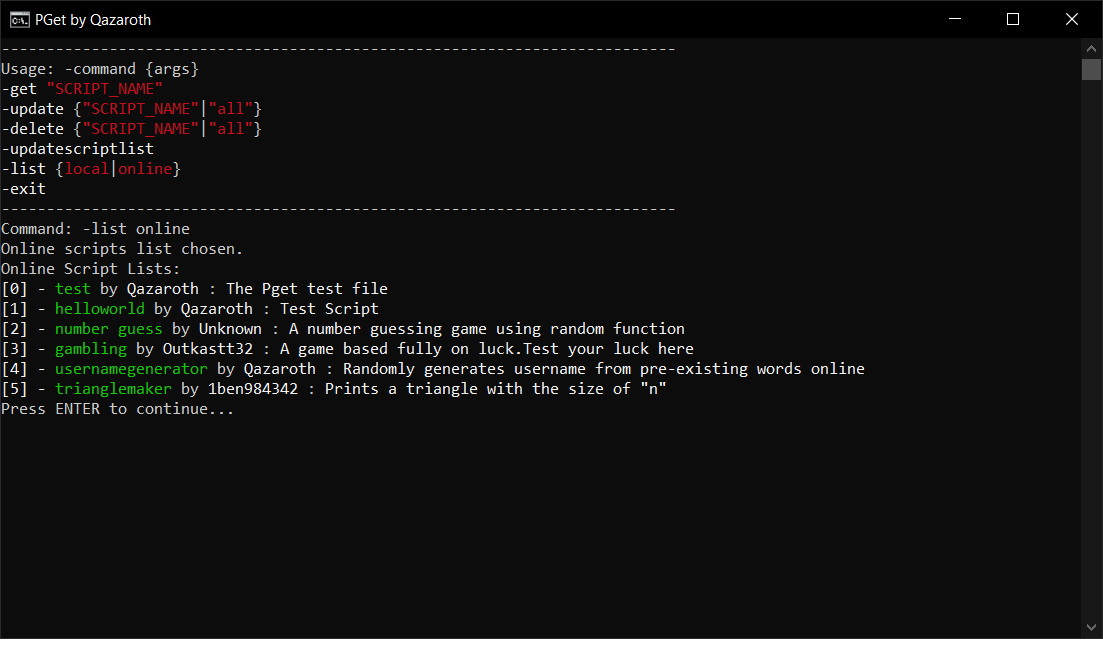 PGet by Qazaroth
---------------------------------------------------------------------------
Usage: -command {args}
-get "SCRIPT_NAME"
-update {"SCRIPT_NAME"|"all"}
-delete {"SCRIPT_NAME"|"all"}
-updatescriptlist
-list {local|online}
-exit
---------------------------------------------------------------------------
Command: -list online
Online scripts list chosen.
Online Script Lists:
[0] - test by Qazaroth : The Pget test file
[1] - helloworld by Qazaroth : Test Script
[2] - number guess by Unknown : A number guessing game using random function
[3] - gambling by Outkastt32 : A game based fully on luck.Test your luck here
[4] - usernamegenerator by Qazaroth : Randomly generates username from pre-existing words online
[5] - trianglemaker by 1ben984342 : Prints a triangle with the size of "n"
Press ENTER to continue...